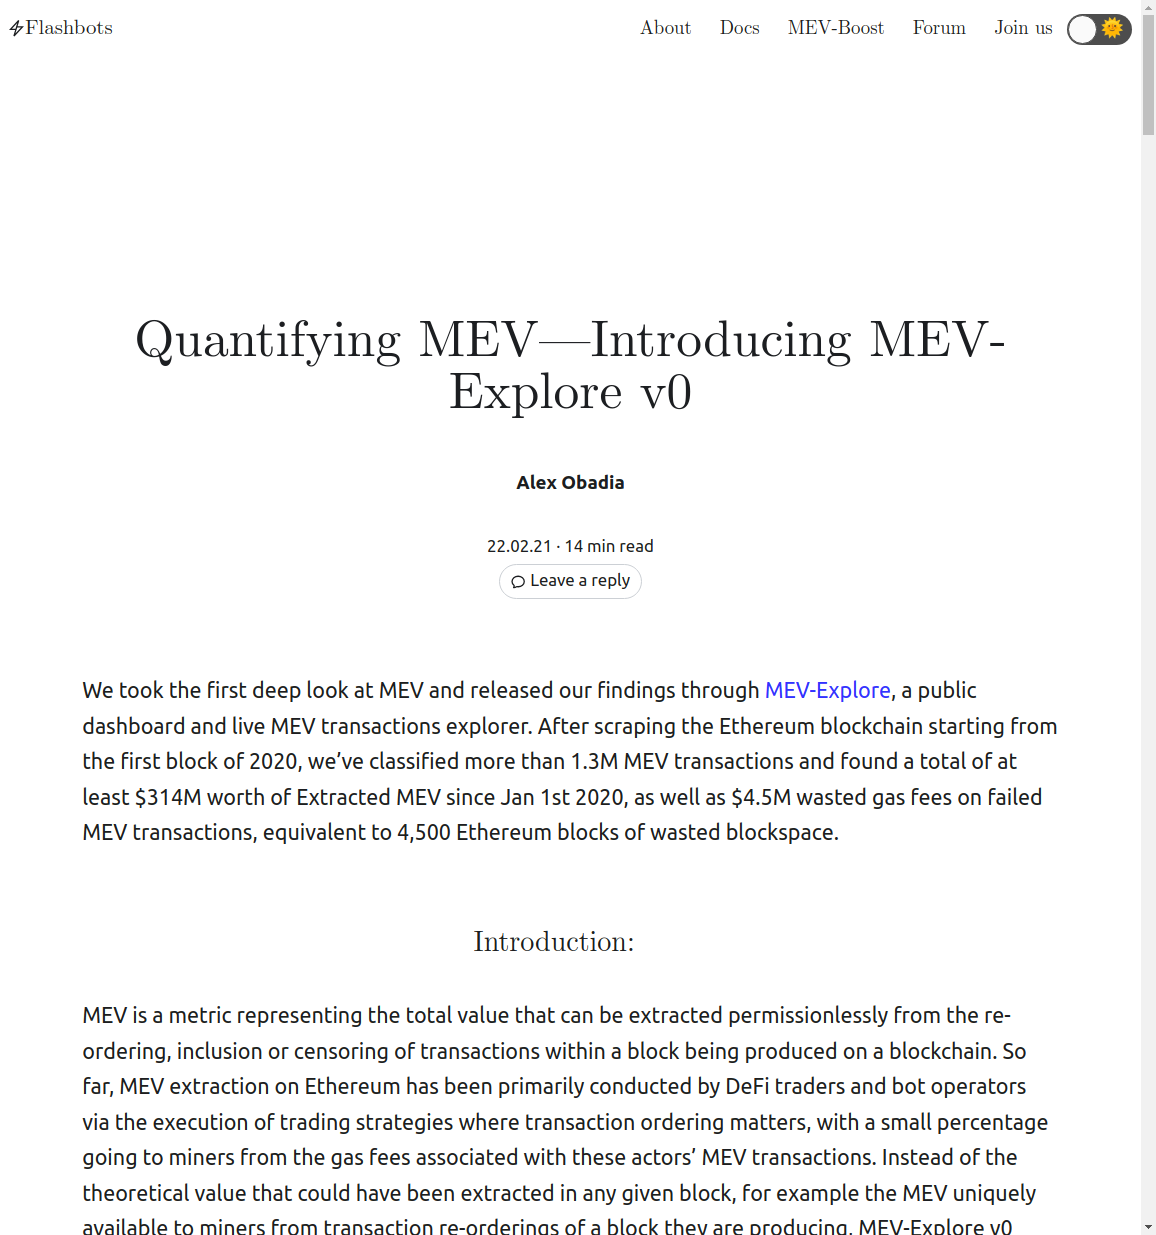 Flashbots
About Docs MEV-Boost Forum Join us
Quantifying MEV—Introducing MEV-
Explore v0
Alex Obadia
22.02.21 · 14 min read
Leave a reply
We took the first deep look at MEV and released our findings through MEV-Explore, a public
dashboard and live MEV transactions explorer. After scraping the Ethereum blockchain starting from
the first block of 2020, we’ve classified more than 1.3M MEV transactions and found a total of at
least $314M worth of Extracted MEV since Jan 1st 2020, as well as $4.5M wasted gas fees on failed
MEV transactions, equivalent to 4,500 Ethereum blocks of wasted blockspace.
Introduction:
MEV is a metric representing the total value that can be extracted permissionlessly from the re-
ordering, inclusion or censoring of transactions within a block being produced on a blockchain. So
far, MEV extraction on Ethereum has been primarily conducted by DeFi traders and bot operators
via the execution of trading strategies where transaction ordering matters, with a small percentage
going to miners from the gas fees associated with these actors’ MEV transactions. Instead of the
theoretical value that could have been extracted in any given block, for example the MEV uniquely
available to miners from transaction re-orderings of a block they are producing, MEV-Explore v0